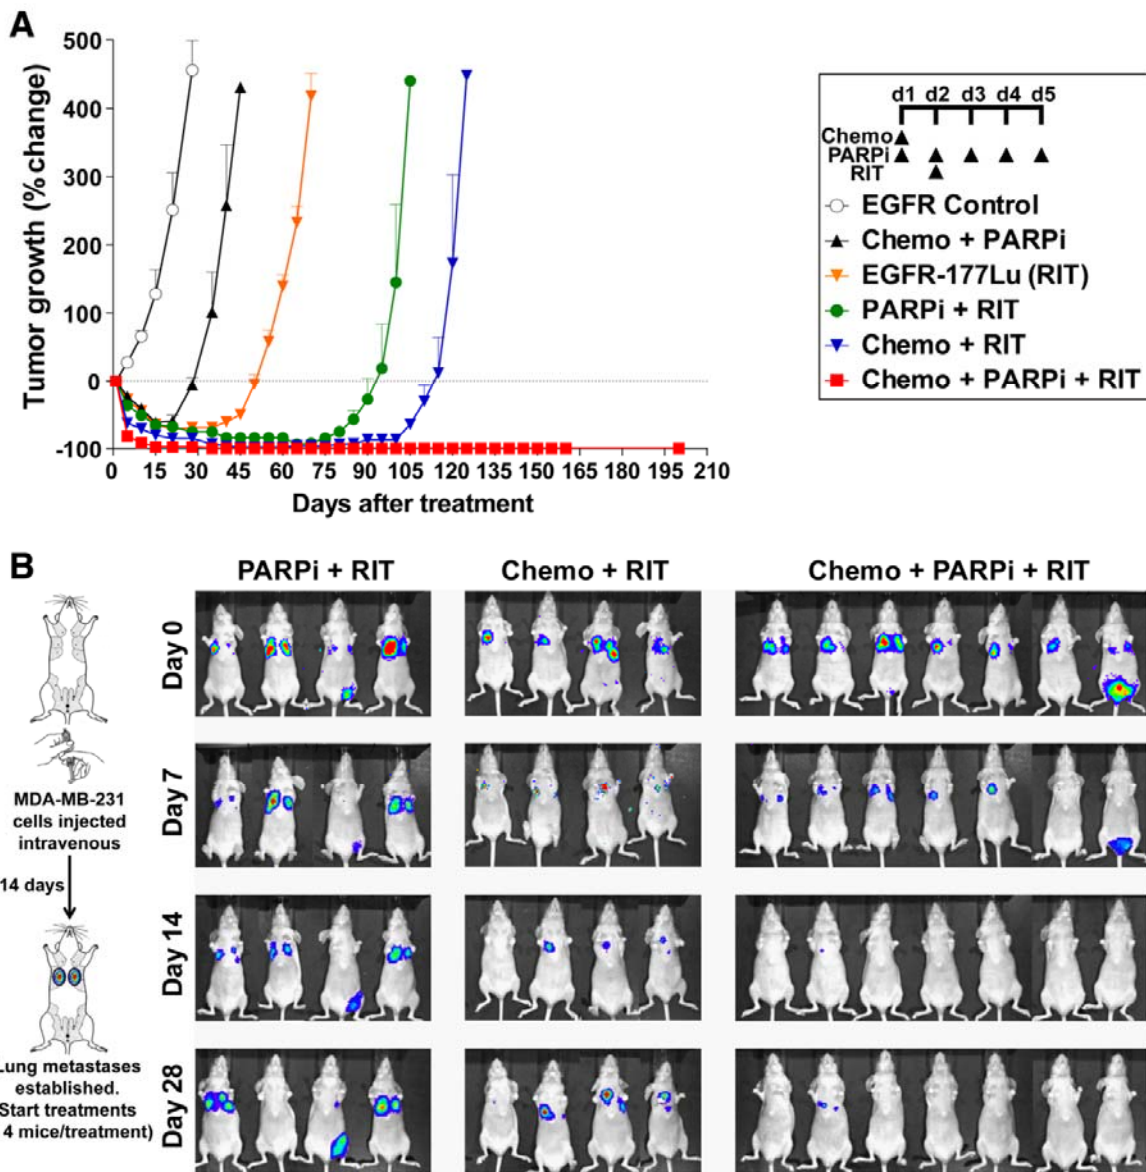 A
500
400
300
200
100
0
-100
Tumor growth (% change)
0 15 30 45 60 75 90 105 120 135 150 165 180 195 210
Days after treatment
d1 d2 d3 d4 d5
Chemo
PARPi
RIT
EGFR Control
Chemo + PARPi
EGFR-177Lu (RIT)
PARPi + RIT
Chemo + RIT
Chemo + PARPi + RIT
B
PARPi + RIT Chemo + RIT Chemo + PARPi + RIT
Day 0
Day 7
Day 14
Day 28
MDA-MB-231
cells injected
intravenous
14 days
Lung metastases
established.
Start treatments
4 mice/treatment)